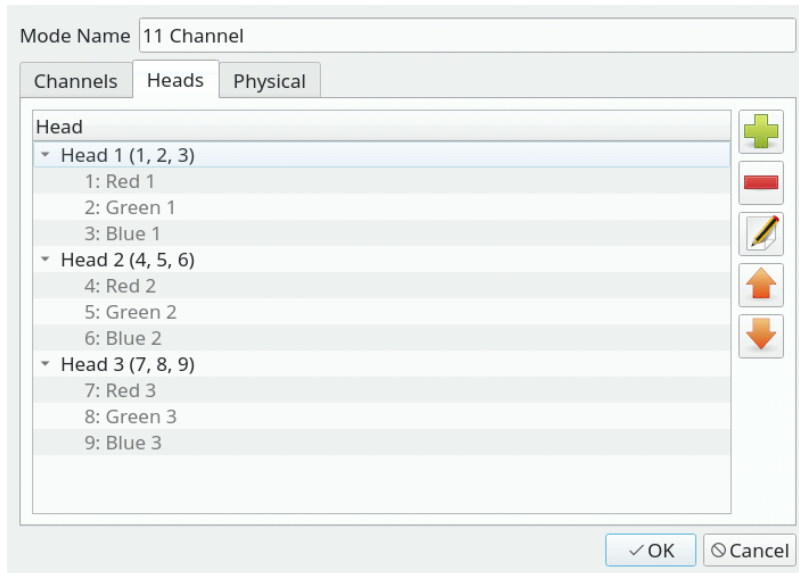 Mode Name 11 Channel
Channels Heads Physical
Head
Head 1 (1, 2, 3)
1: Red 1
2: Green 1
3: Blue 1
Head 2 (4, 5, 6)
4: Red 2
5: Green 2
6: Blue 2
Head 3 (7, 8, 9)
7: Red 3
8: Green 3
9: Blue 3
OK Cancel